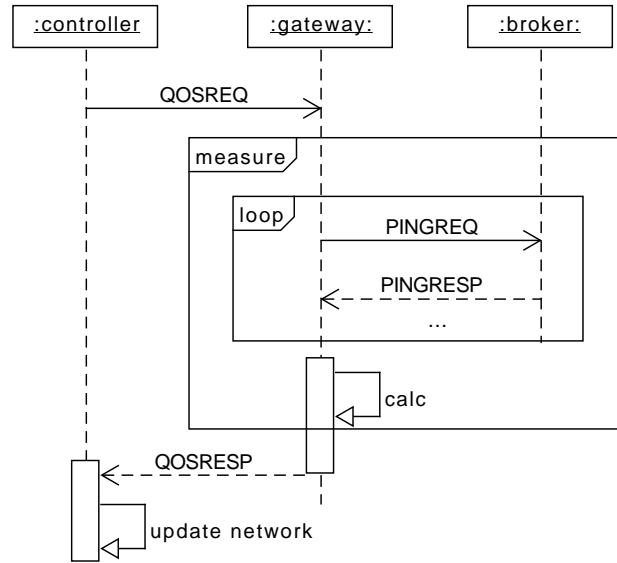 :controller
:gateway:
:broker:
QOSREQ
measure
loop
PINGREQ
PINGRESP
...
calc
QOSRESP
update network